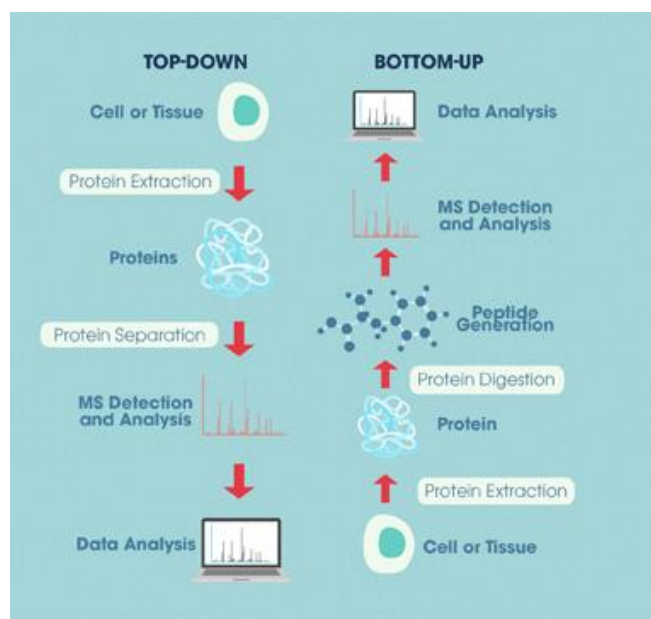 TOP-DOWN
Cell or Tissue
Protein Extraction
Proteins
Protein Separation
MS Detection
and Analysis
Data Analysis
BOTTOM-UP
Data Analysis
MS Detection
and Analysis
Peptide
Generation
Protein Digestion
Protein
Protein Extraction
Cell or Tissue